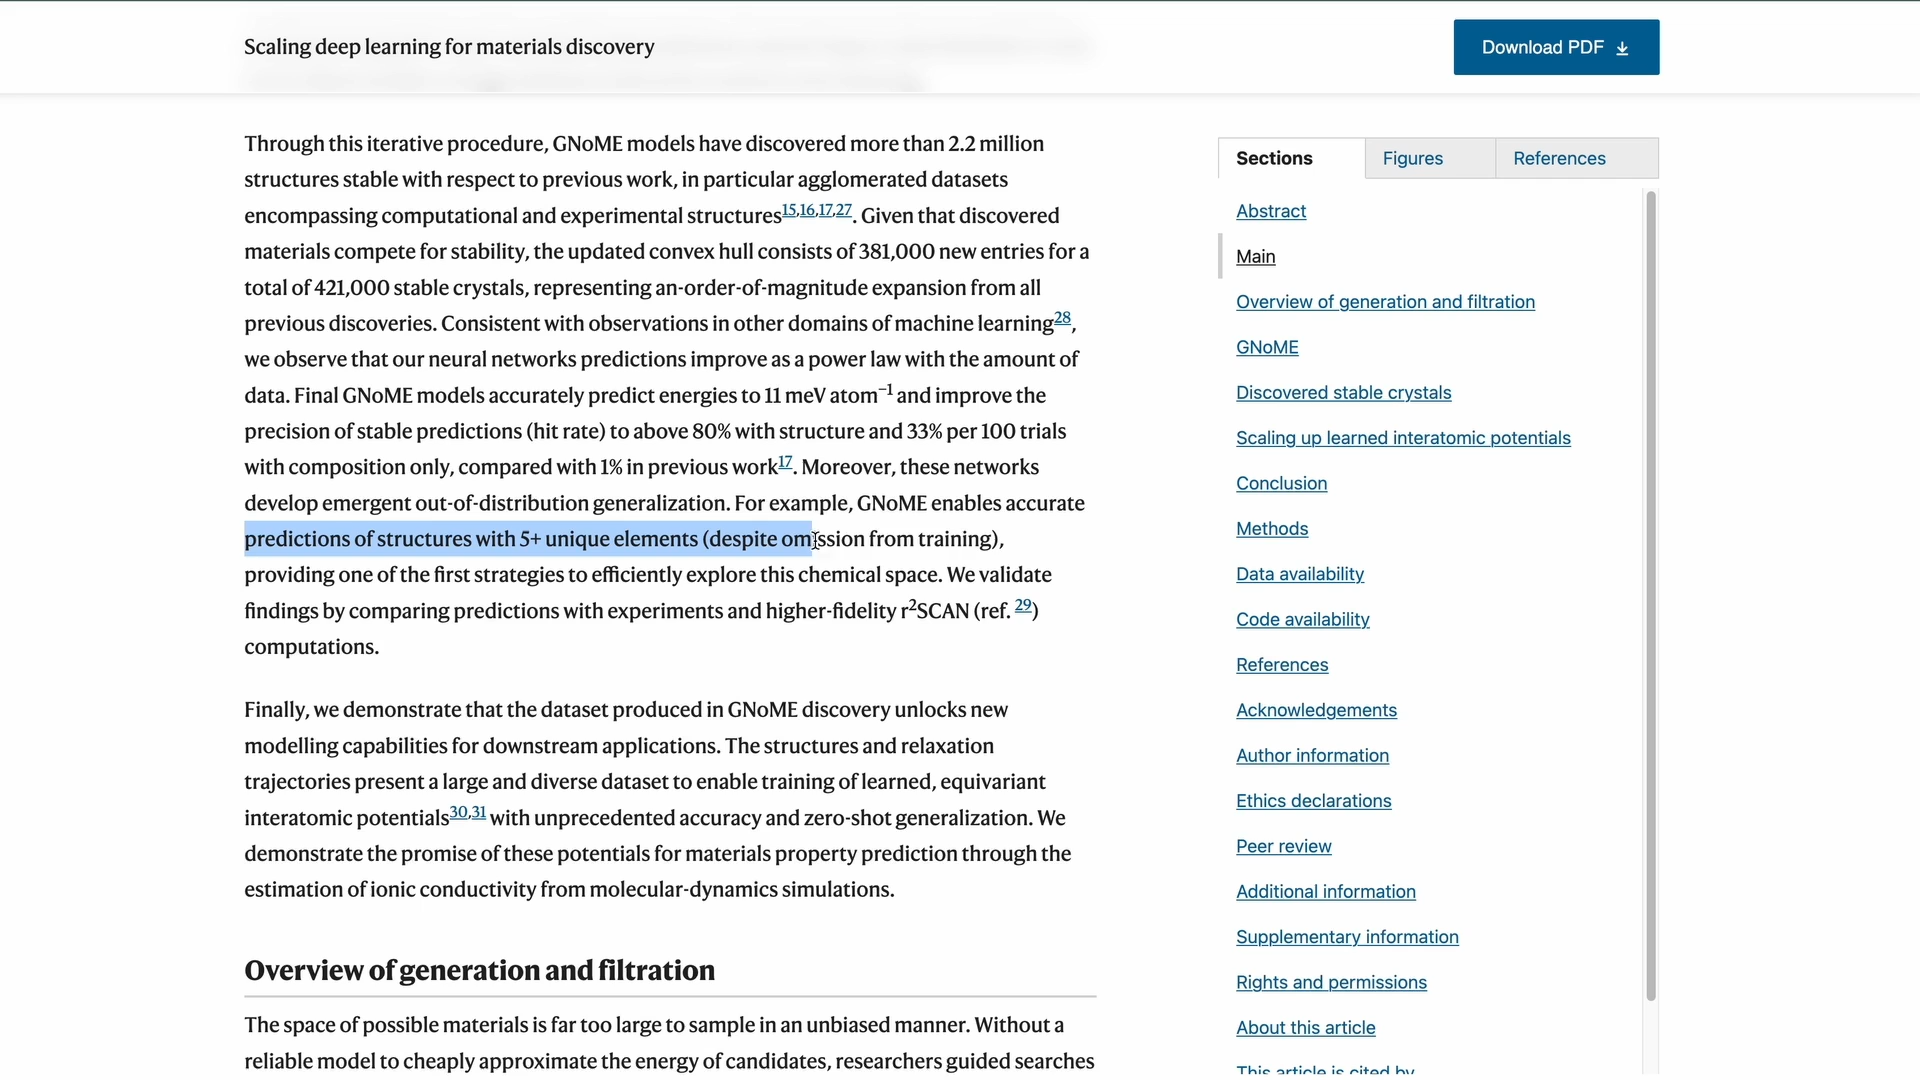 Scaling deep learning for materials discovery
Download PDF
Through this iterative procedure, GNoME models have discovered more than 2.2 million
structures stable with respect to previous work, in particular agglomerated datasets
encompassing computational and experimental structures15,16,17,27. Given that discovered
materials compete for stability, the updated convex hull consists of 381,000 new entries for a
total of 421,000 stable crystals, representing an-order-of-magnitude expansion from all
previous discoveries. Consistent with observations in other domains of machine learning28,
we observe that our neural networks predictions improve as a power law with the amount of
data. Final GNoME models accurately predict energies to 11 meV atom−1 and improve the
precision of stable predictions (hit rate) to above 80% with structure and 33% per 100 trials
with composition only, compared with 1% in previous work17. Moreover, these networks
develop emergent out-of-distribution generalization. For example, GNoME enables accurate
predictions of structures with 5+ unique elements (despite omission from training),
providing one of the first strategies to efficiently explore this chemical space. We validate
findings by comparing predictions with experiments and higher-fidelity r2SCAN (ref. 29)
computations.
Finally, we demonstrate that the dataset produced in GNoME discovery unlocks new
modelling capabilities for downstream applications. The structures and relaxation
trajectories present a large and diverse dataset to enable training of learned, equivariant
interatomic potentials30,31 with unprecedented accuracy and zero-shot generalization. We
demonstrate the promise of these potentials for materials property prediction through the
estimation of ionic conductivity from molecular-dynamics simulations.
Overview of generation and filtration
The space of possible materials is far too large to sample in an unbiased manner. Without a
reliable model to cheaply approximate the energy of candidates, researchers guided searches
Sections
Figures
References
Abstract
Main
Overview of generation and filtration
GNoME
Discovered stable crystals
Scaling up learned interatomic potentials
Conclusion
Methods
Data availability
Code availability
References
Acknowledgements
Author information
Ethics declarations
Peer review
Additional information
Supplementary information
Rights and permissions
About this article
This article is cited by